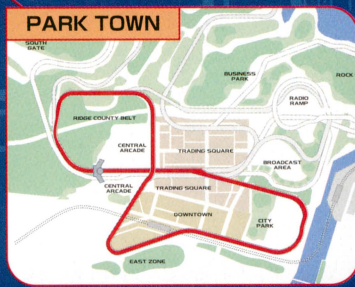 PARK TOWN
SOUTH
GATE
BUSINESS
PARK
ROCK
RADIO
RAMP
RIDGE COUNTY BELT
CENTRAL
ARCADE
TRADING SQUARE
BROADCAST
AREA
CENTRAL
ARCADE
TRADING SQUARE
DOWNTOWN
CITY
PARK
EAST ZONE